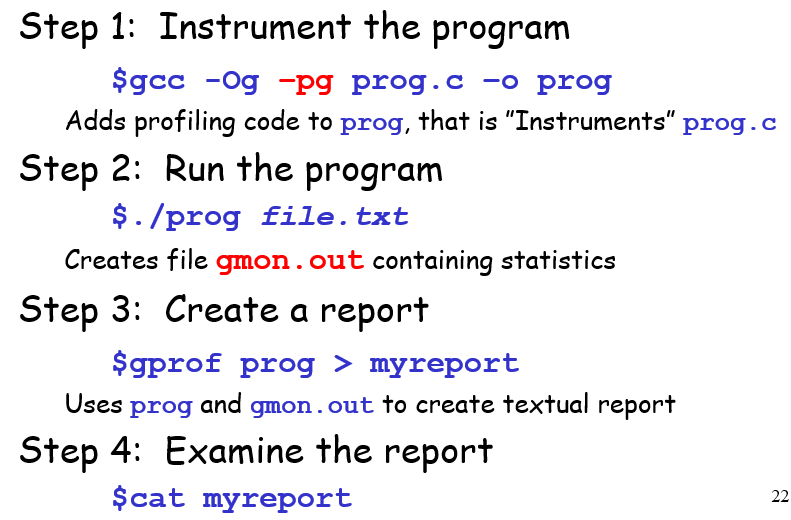 Step 1: Instrument the program
$gcc -Og –pg prog.c –o prog
Adds profiling code to prog, that is ”Instruments” prog.c
Step 2: Run the program
$./prog file.txt
Creates file gmon.out containing statistics
Step 3: Create a report
$gprof prog > myreport
Uses prog and gmon.out to create textual report
Step 4: Examine the report
$cat myreport
22